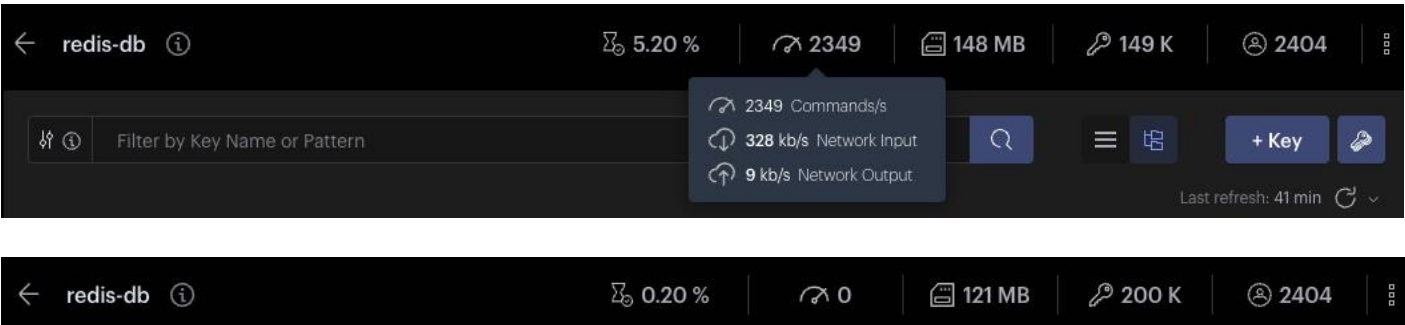 redis-db 5.20 % 2349 148 MB 149 K 2404
2349 Commands/s
Filter by Key Name or Pattern 328 kb/s Network Input + Key
9 kb/s Network Output
Last refresh: 41 min
redis-db 0.20 % 0 121 MB 200 K 2404